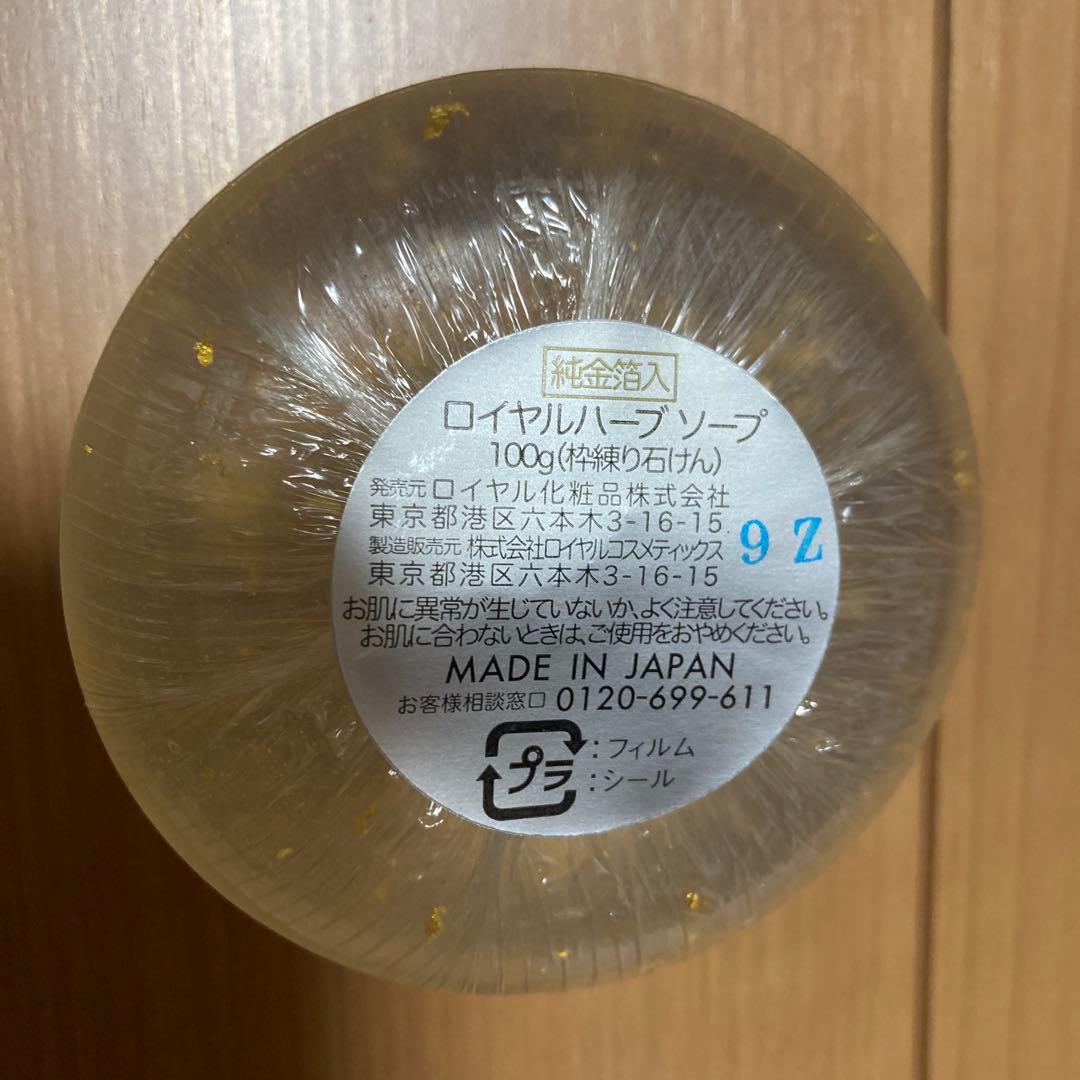 純金箔入
ロイヤルハーブ ソープ
100g(枠練り石けん)
発売元 ロイヤル化粧品株式会社
東京都港区六本木3-16-15
製造販売元 株式会社ロイヤルコスメティックス
東京都港区六本木3-16-15
9 Z
お肌に異常が生じていないか、よく注意してください。
お肌に合わないときは、ご使用をおやめください。
MADE IN JAPAN
お客様相談窓口 0120-699-611
プラ :フィルム
:シール